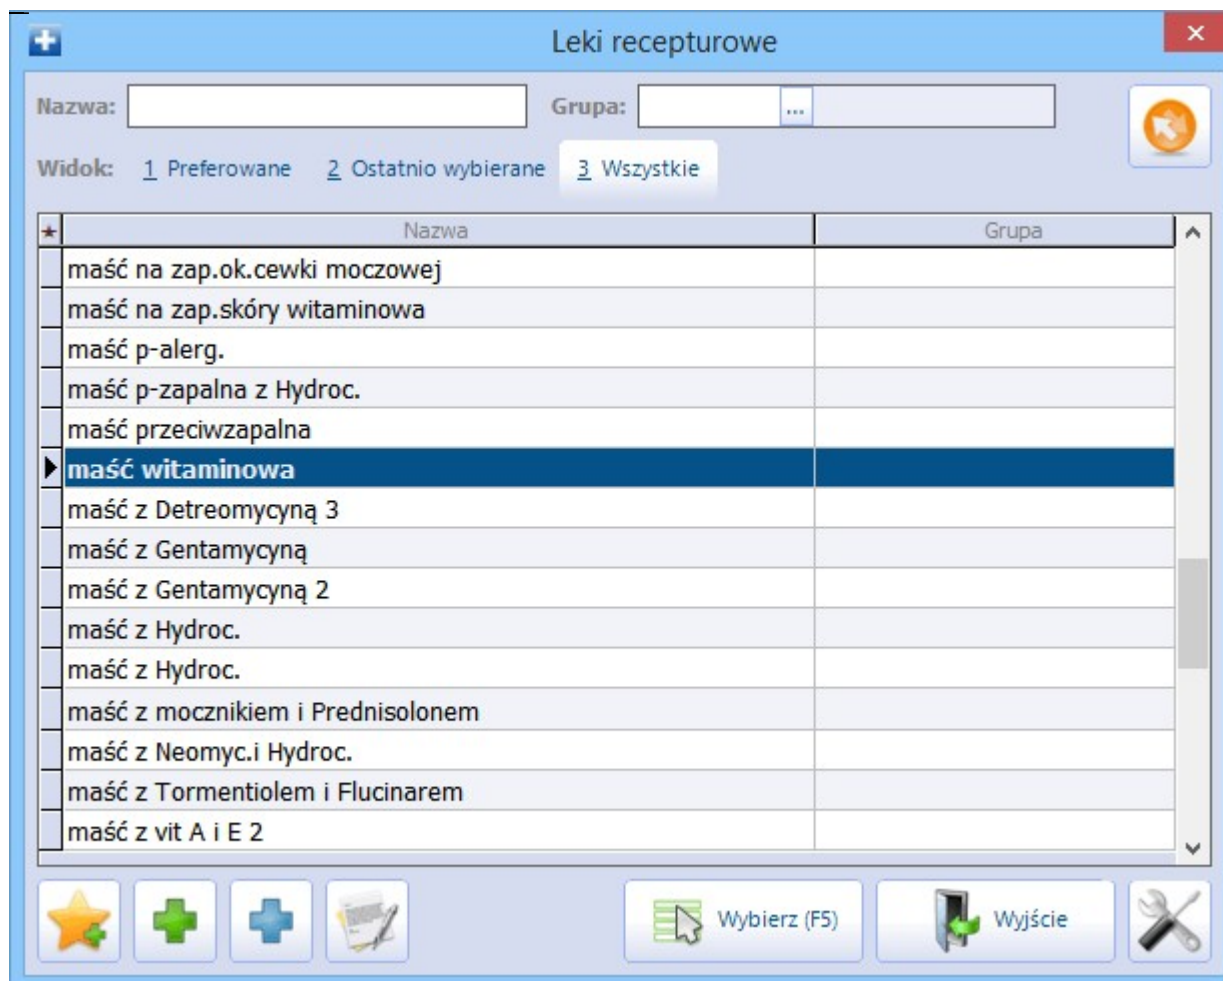 Leki recepturowe
Nazwa: Grupa: ...
Widok: 1 Preferowane 2 Ostatnio wybierane 3 Wszystkie
Nazwa Grupa
maść na zap.ok.cewki moczowej
maść na zap.skóry witaminowa
maść p-alerg.
maść p-zapalna z Hydroc.
maść przeciwzapalna
maść witaminowa
maść z Detreomycyną 3
maść z Gentamycyną
maść z Gentamycyną 2
maść z Hydroc.
maść z Hydroc.
maść z mocznikiem i Prednisolonem
maść z Neomyc.i Hydroc.
maść z Tormentiolem i Flucinarem
maść z vit A i E 2
Wybierz (F5) Wyjście